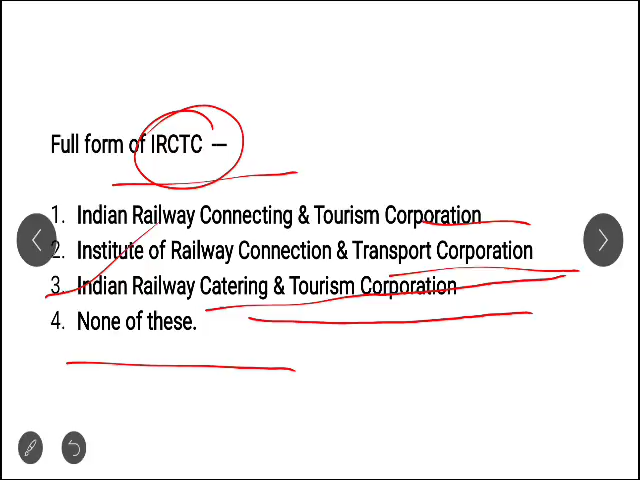 Full form of IRCTC –
1. Indian Railway Connecting & Tourism Corporation
2. Institute of Railway Connection & Transport Corporation
3. Indian Railway Catering & Tourism Corporation
4. None of these.